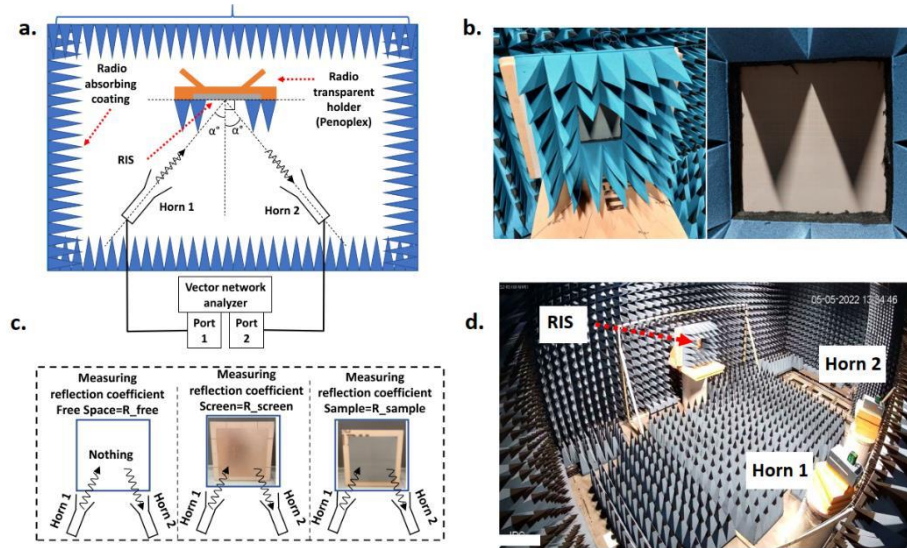 a.
Radio
absorbing
coating
Radio
transparent
holder
(Penoplex)
α°
α°
RIS
Horn 1
Horn 2
Vector network
analyzer
Port
1
Port
2
b.
c.
Measuring
reflection coefficient
Free Space=R_free
Nothing
Horn 1
Horn 2
Measuring
reflection coefficient
Screen=R_screen
Horn 1
Horn 2
Measuring
reflection coefficient
Sample=R_sample
Horn 1
Horn 2
d.
05-05-2022 13:34:46
RIS
Horn 2
Horn 1